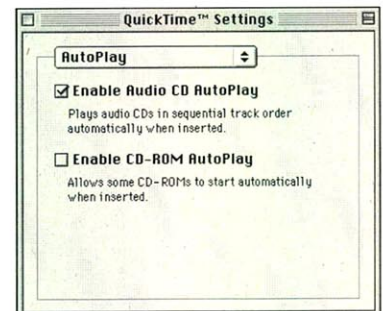 QuickTime™ Settings
AutoPlay
Enable Audio CD AutoPlay
Plays audio CDs in sequential track order
automatically when inserted.
Enable CD-ROM AutoPlay
Allows some CD-ROMs to start automatically
when inserted.